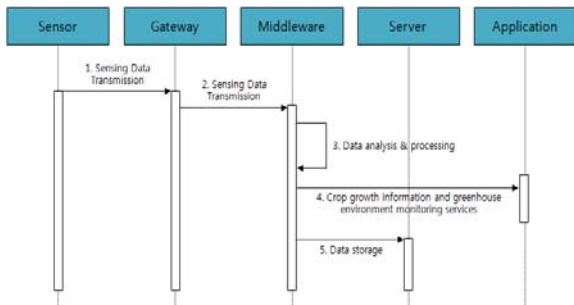 Sensor
Gateway
Middleware
Server
Application
1. Sensing Data
Transmission
2. Sensing Data
Transmission
3. Data analysis & processing
4. Crop growth information and greenhouse
environment monitoring services
5. Data storage